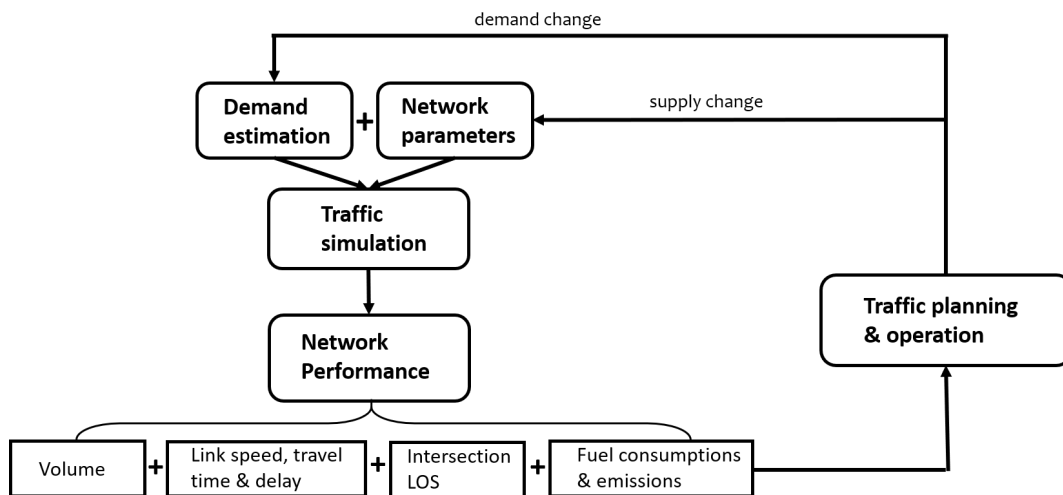 demand change
Demand
estimation
+
Network
parameters
supply change
Traffic
simulation
Network
Performance
Traffic planning
& operation
Volume
+
Link speed, travel
time & delay
+
Intersection
LOS
+
Fuel consumptions
& emissions